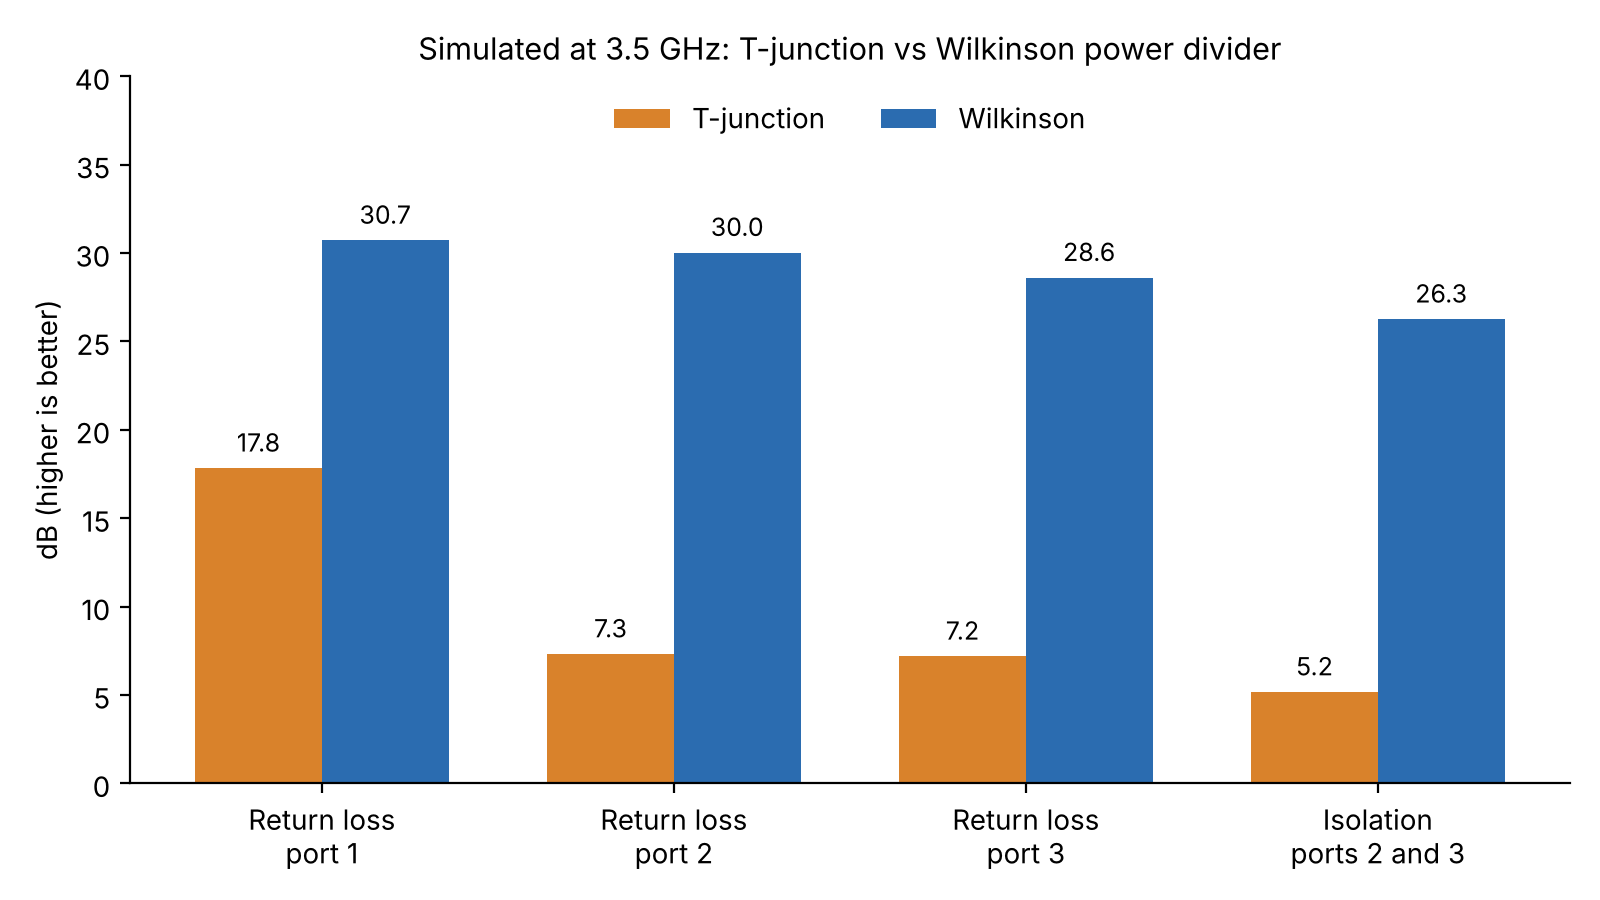 Simulated at 3.5 GHz: T-junction vs Wilkinson power divider
T-junction
Wilkinson
dB (higher is better)
40
35
30
25
20
15
10
5
0
17.8
30.7
7.3
30.0
7.2
28.6
5.2
26.3
Return loss
port 1
Return loss
port 2
Return loss
port 3
Isolation
ports 2 and 3